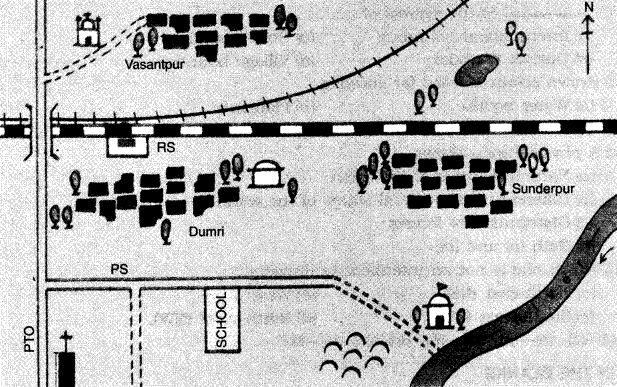 N
Vasantpur
RS
Sunderpur
Dumri
PS
SCHOOL
PTO